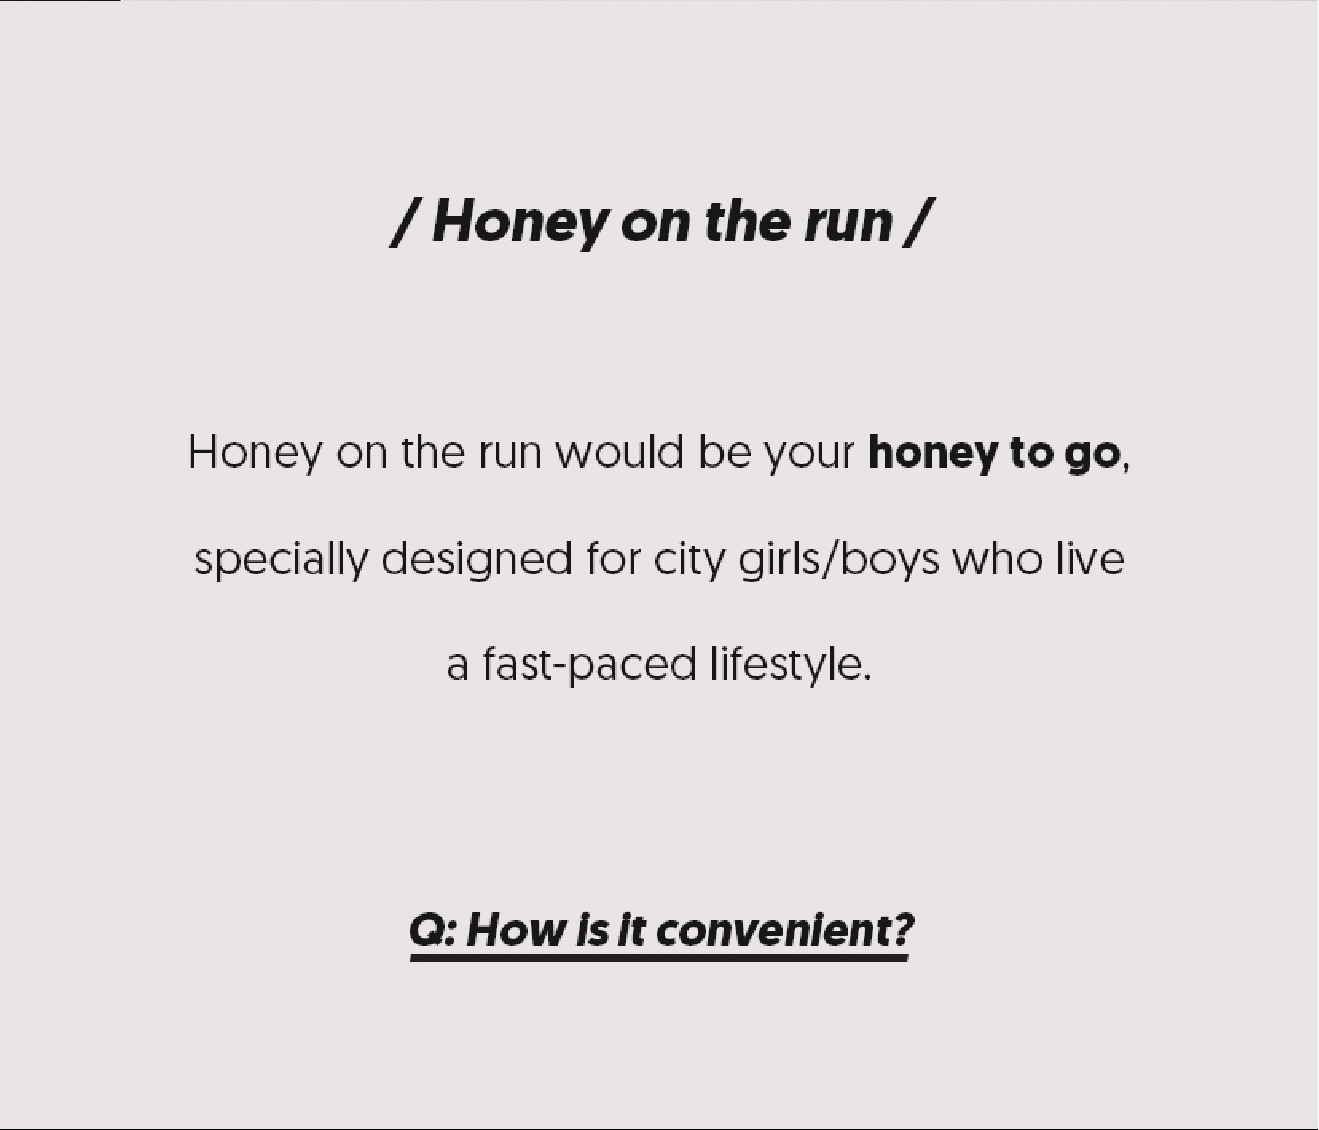 / Honey on the run /
Honey on the run would be your honey to go,
specially designed for city girls/boys who live
a fast-paced lifestyle.
Q: How is it convenient?